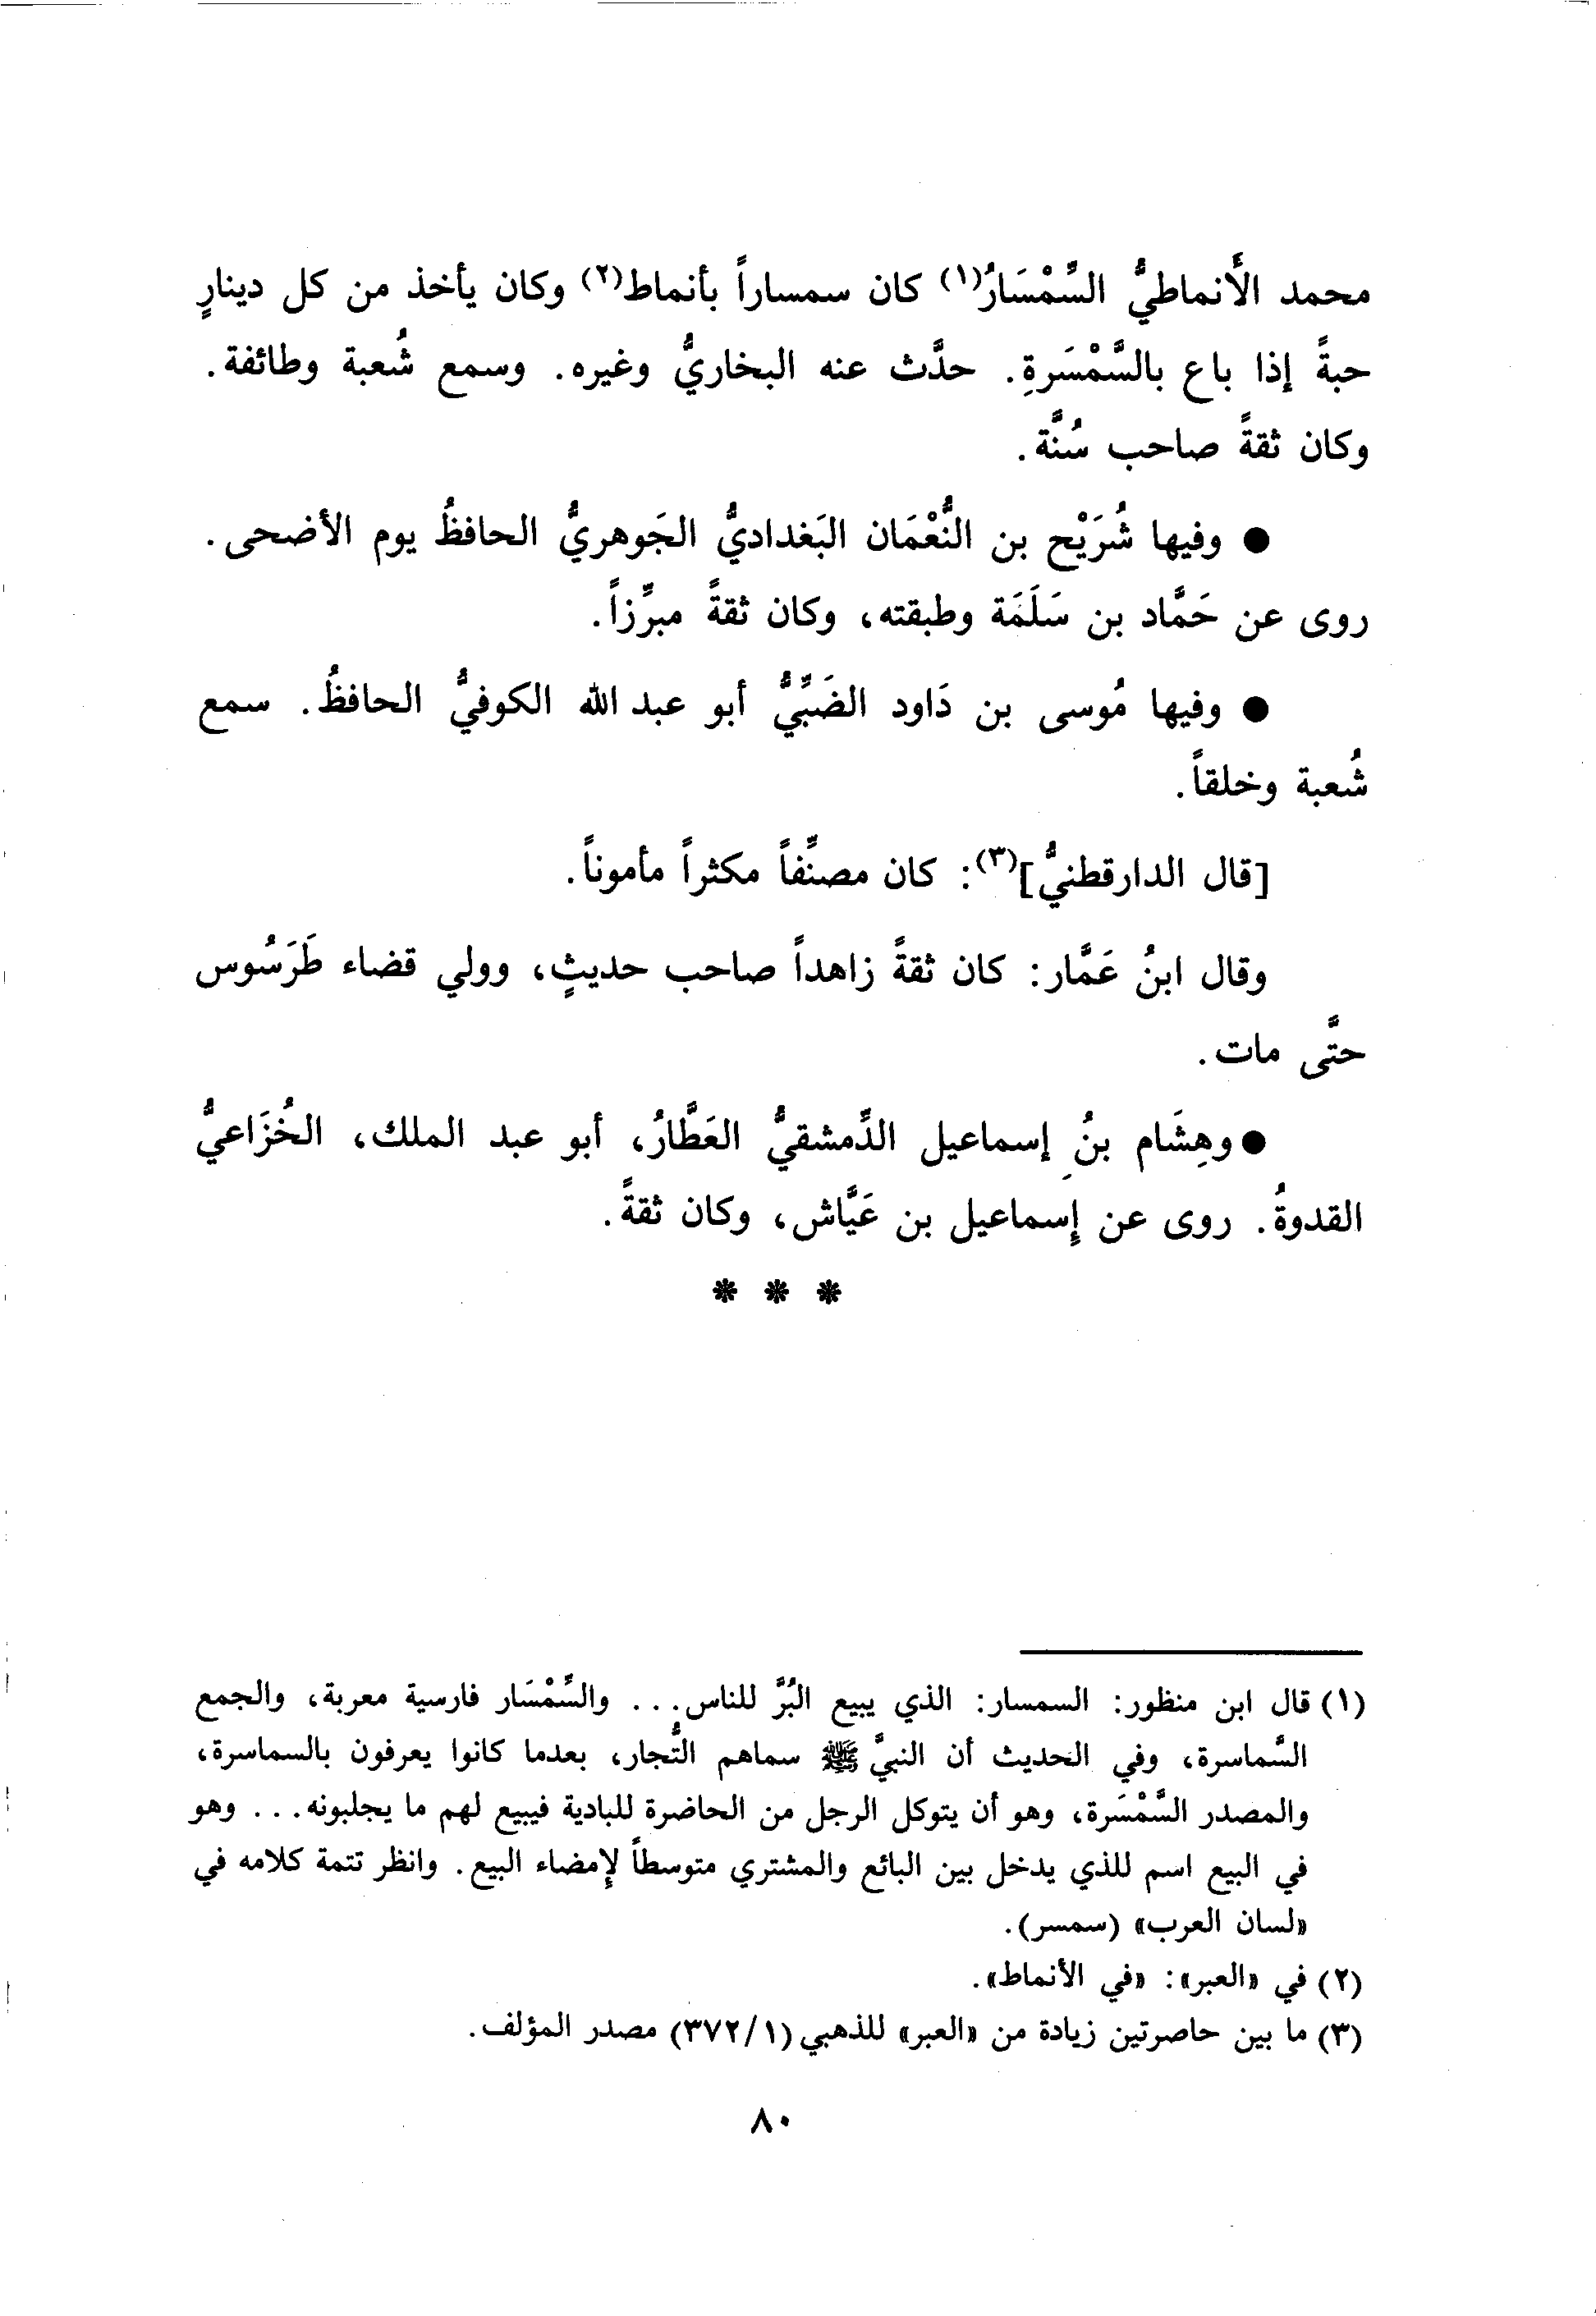 محمد الأَنماطيُّ السِّمْسَارُ(١) كان سمساراً بأنماط(٢) وكان يأخذ من كل دينارٍ
حبةً إذا باع بالسَّمْسَرةِ. حدَّث عنه البخاريُّ وغيره. وسمع شُعبة وطائفة.
وكان ثقةً صاحب سُنَّة.
● وفيها شُرَيْح بن النُّعْمَان البَغداديُّ الجَوهريُّ الحافظُ يوم الأضحى.
روى عن حَمَّاد بن سَلَمَة وطبقته، وكان ثقةً مبرِّزاً.
● وفيها مُوسى بن دَاود الضَبِّيُّ أبو عبد الله الكوفيُّ الحافظُ. سمع
شُعبة وخلقاً.
[قال الدارقطنيُّ](٣): كان مصنِّفاً مكثراً مأموناً.
وقال ابنُ عَمَّار: كان ثقةً زاهداً صاحب حديثٍ، وولي قضاء طَرَسُوس
حتَّى مات.
● وهِشَام بنُ إسماعيل الدِّمشقيُّ العَطَّارُ، أبو عبد الملك، الخُزَاعيُّ
القدوةُ. روى عن إِسماعيل بن عَيَّاش، وكان ثقةً.
* * *
(١) قال ابن منظور: السمسار: الذي يبيع البُرَّ للناس... والسِّمْسَار فارسية معربة، والجمع
السَّماسرة، وفي الحديث أن النبيَّ ﷺ سماهم التُّجار، بعدما كانوا يعرفون بالسماسرة،
والمصدر السَّمْسَرة، وهو أن يتوكل الرجل من الحاضرة للبادية فيبيع لهم ما يجلبونه... وهو
في البيع اسم للذي يدخل بين البائع والمشتري متوسطاً لإمضاء البيع. وانظر تتمة كلامه في
«لسان العرب» (سمسر).
(٢) في «العبر»: «في الأنماط».
(٣) ما بين حاصرتين زيادة من «العبر» للذهبي (١/٣٧٢) مصدر المؤلف.
٨٠